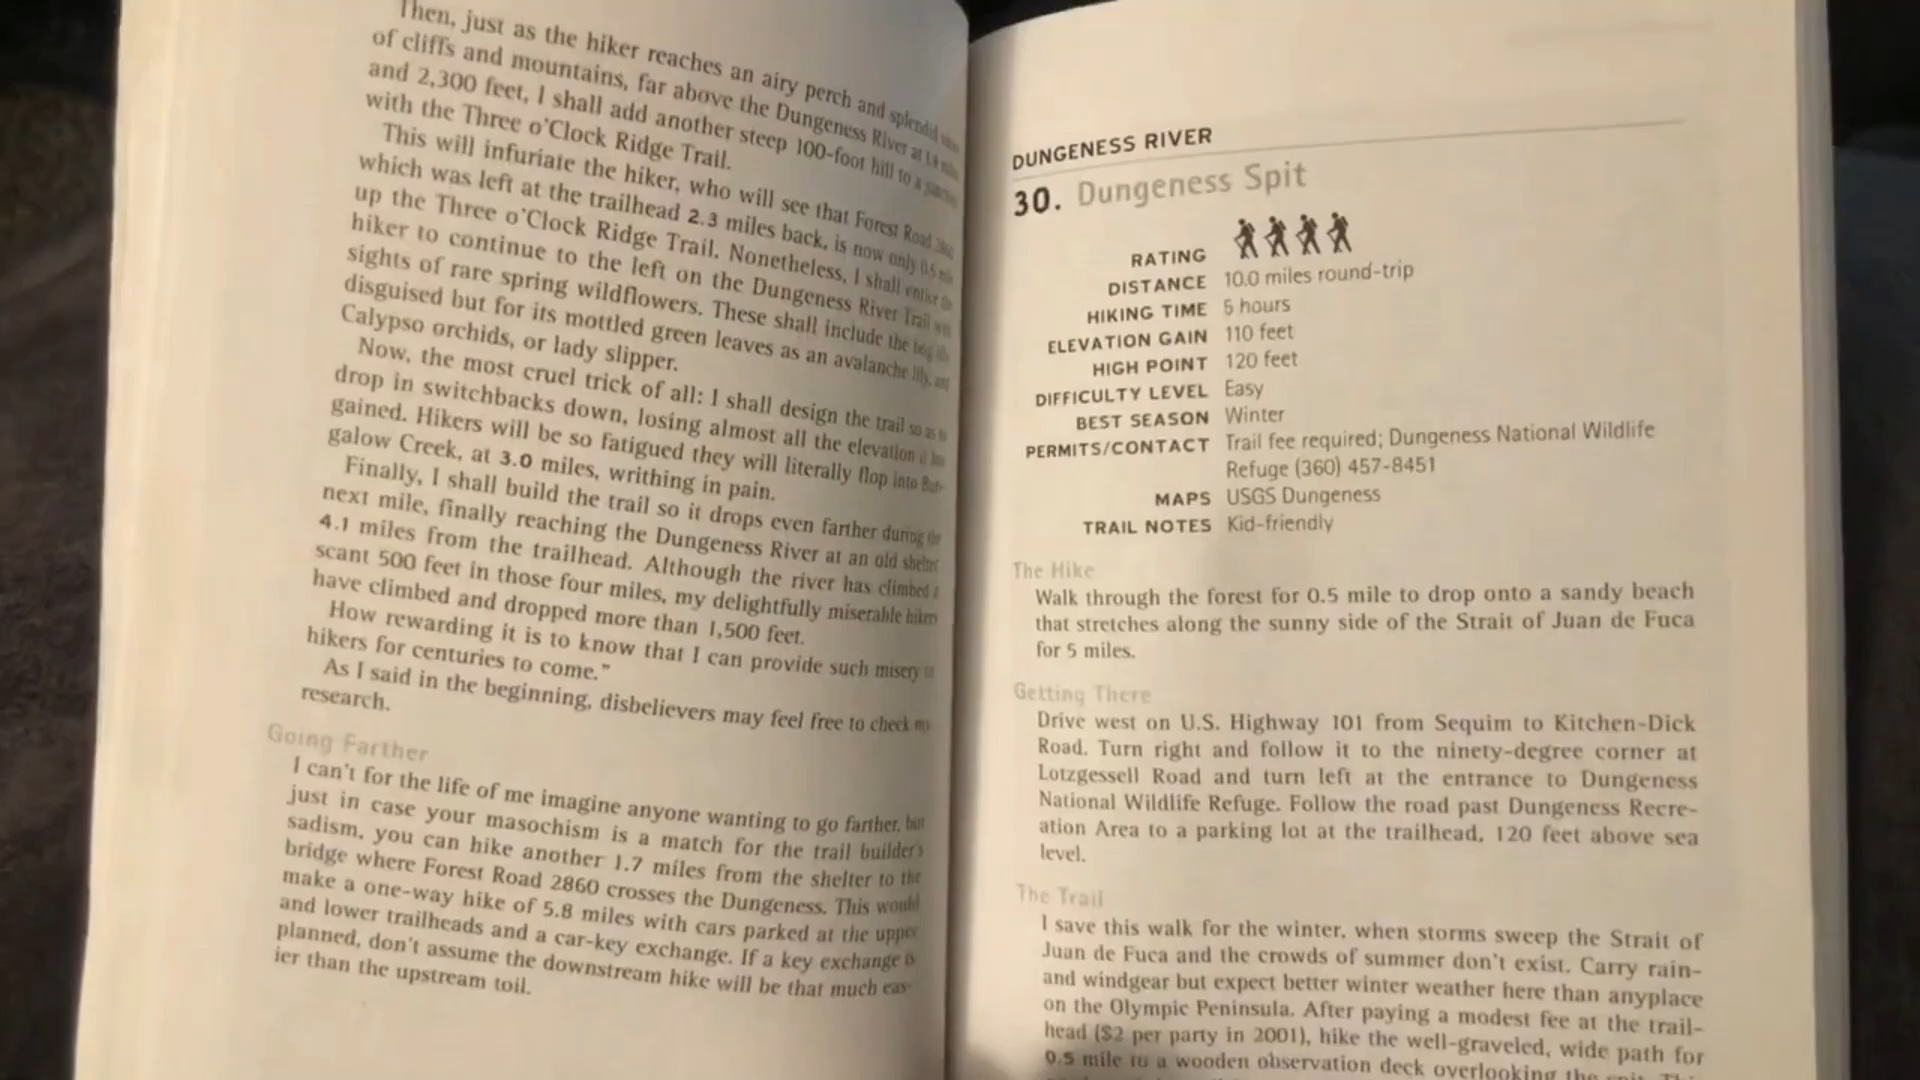 Then, just as the hiker reaches an airy perch and splendid
of cliffs and mountains, far above the Dungeness River at 1.9
and 2,300 feet, I shall add another steep 100-foot hill to a
with the Three o'Clock Ridge Trail.
This will infuriate the hiker, who will see that Forest Road 2860
which was left at the trailhead 2.3 miles back, is now only 0.5 mile
up the Three o'Clock Ridge Trail. Nonetheless, I shall entice the
hiker to continue to the left on the Dungeness River Trail
sights of rare spring wildflowers. These shall include the
disguised but for its mottled green leaves as an avalanche lily, and
Calypso orchids, or lady slipper.
Now, the most cruel trick of all: I shall design the trail so as to
drop in switchbacks down, losing almost all the elevation it has
gained. Hikers will be so fatigued they will literally flop into Bun-
galow Creek, at 3.0 miles, writhing in pain.
Finally, I shall build the trail so it drops even farther during the
next mile, finally reaching the Dungeness River at an old shelter
4.1 miles from the trailhead. Although the river has climbed a
scant 500 feet in those four miles, my delightfully miserable hikers
have climbed and dropped more than 1,500 feet.
How rewarding it is to know that I can provide such misery to
hikers for centuries to come."
As I said in the beginning, disbelievers may feel free to check my
research.
Going Farther
I can't for the life of me imagine anyone wanting to go farther, but
just in case your masochism is a match for the trail builder's
sadism, you can hike another 1.7 miles from the shelter to the
bridge where Forest Road 2860 crosses the Dungeness. This would
make a one-way hike of 5.8 miles with cars parked at the upper
and lower trailheads and a car-key exchange. If a key exchange is
planned, don't assume the downstream hike will be that much eas-
ier than the upstream toil.
DUNGENESS RIVER
30. Dungeness Spit
RATING
DISTANCE 10.0 miles round-trip
HIKING TIME 5 hours
ELEVATION GAIN 110 feet
HIGH POINT 120 feet
DIFFICULTY LEVEL Easy
BEST SEASON Winter
PERMITS/CONTACT Trail fee required; Dungeness National Wildlife
Refuge (360) 457-8451
MAPS USGS Dungeness
TRAIL NOTES Kid-friendly
The Hike
Walk through the forest for 0.5 mile to drop onto a sandy beach
that stretches along the sunny side of the Strait of Juan de Fuca
for 5 miles.
Getting There
Drive west on U.S. Highway 101 from Sequim to Kitchen-Dick
Road. Turn right and follow it to the ninety-degree corner at
Lotzgessell Road and turn left at the entrance to Dungeness
National Wildlife Refuge. Follow the road past Dungeness Recre-
ation Area to a parking lot at the trailhead, 120 feet above sea
level.
The Trail
I save this walk for the winter, when storms sweep the Strait of
Juan de Fuca and the crowds of summer don't exist. Carry rain-
and windgear but expect better winter weather here than anyplace
on the Olympic Peninsula. After paying a modest fee at the trail-
head ($2 per party in 2001), hike the well-graveled, wide path for
0.5 mile to a wooden observation deck overlooking the spit. This